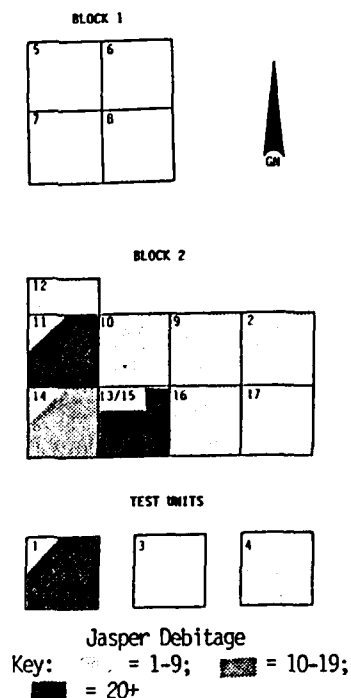 BLOCK 1
5 6
7 8
GN
BLOCK 2
12
11 10 9 2
14 13/15 16 17
TEST UNITS
1 3 4
Jasper Debitage
Key: = 1-9; = 10-19;
= 20+